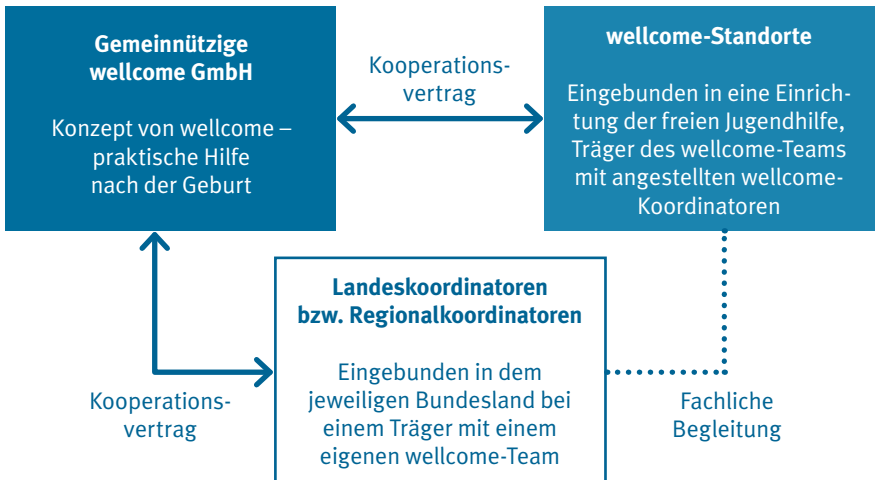 Gemeinnützige
wellcome GmbH
Konzept von wellcome –
praktische Hilfe
nach der Geburt
Kooperations-
vertrag
wellcome-Standorte
Eingebunden in eine Einrich-
tung der freien Jugendhilfe,
Träger des wellcome-Teams
mit angestellten wellcome-
Koordinatoren
Landeskoordinatoren
bzw. Regionalkoordinatoren
Eingebunden in dem
jeweiligen Bundesland bei
einem Träger mit einem
eigenen wellcome-Team
Kooperations-
vertrag
Fachliche
Begleitung